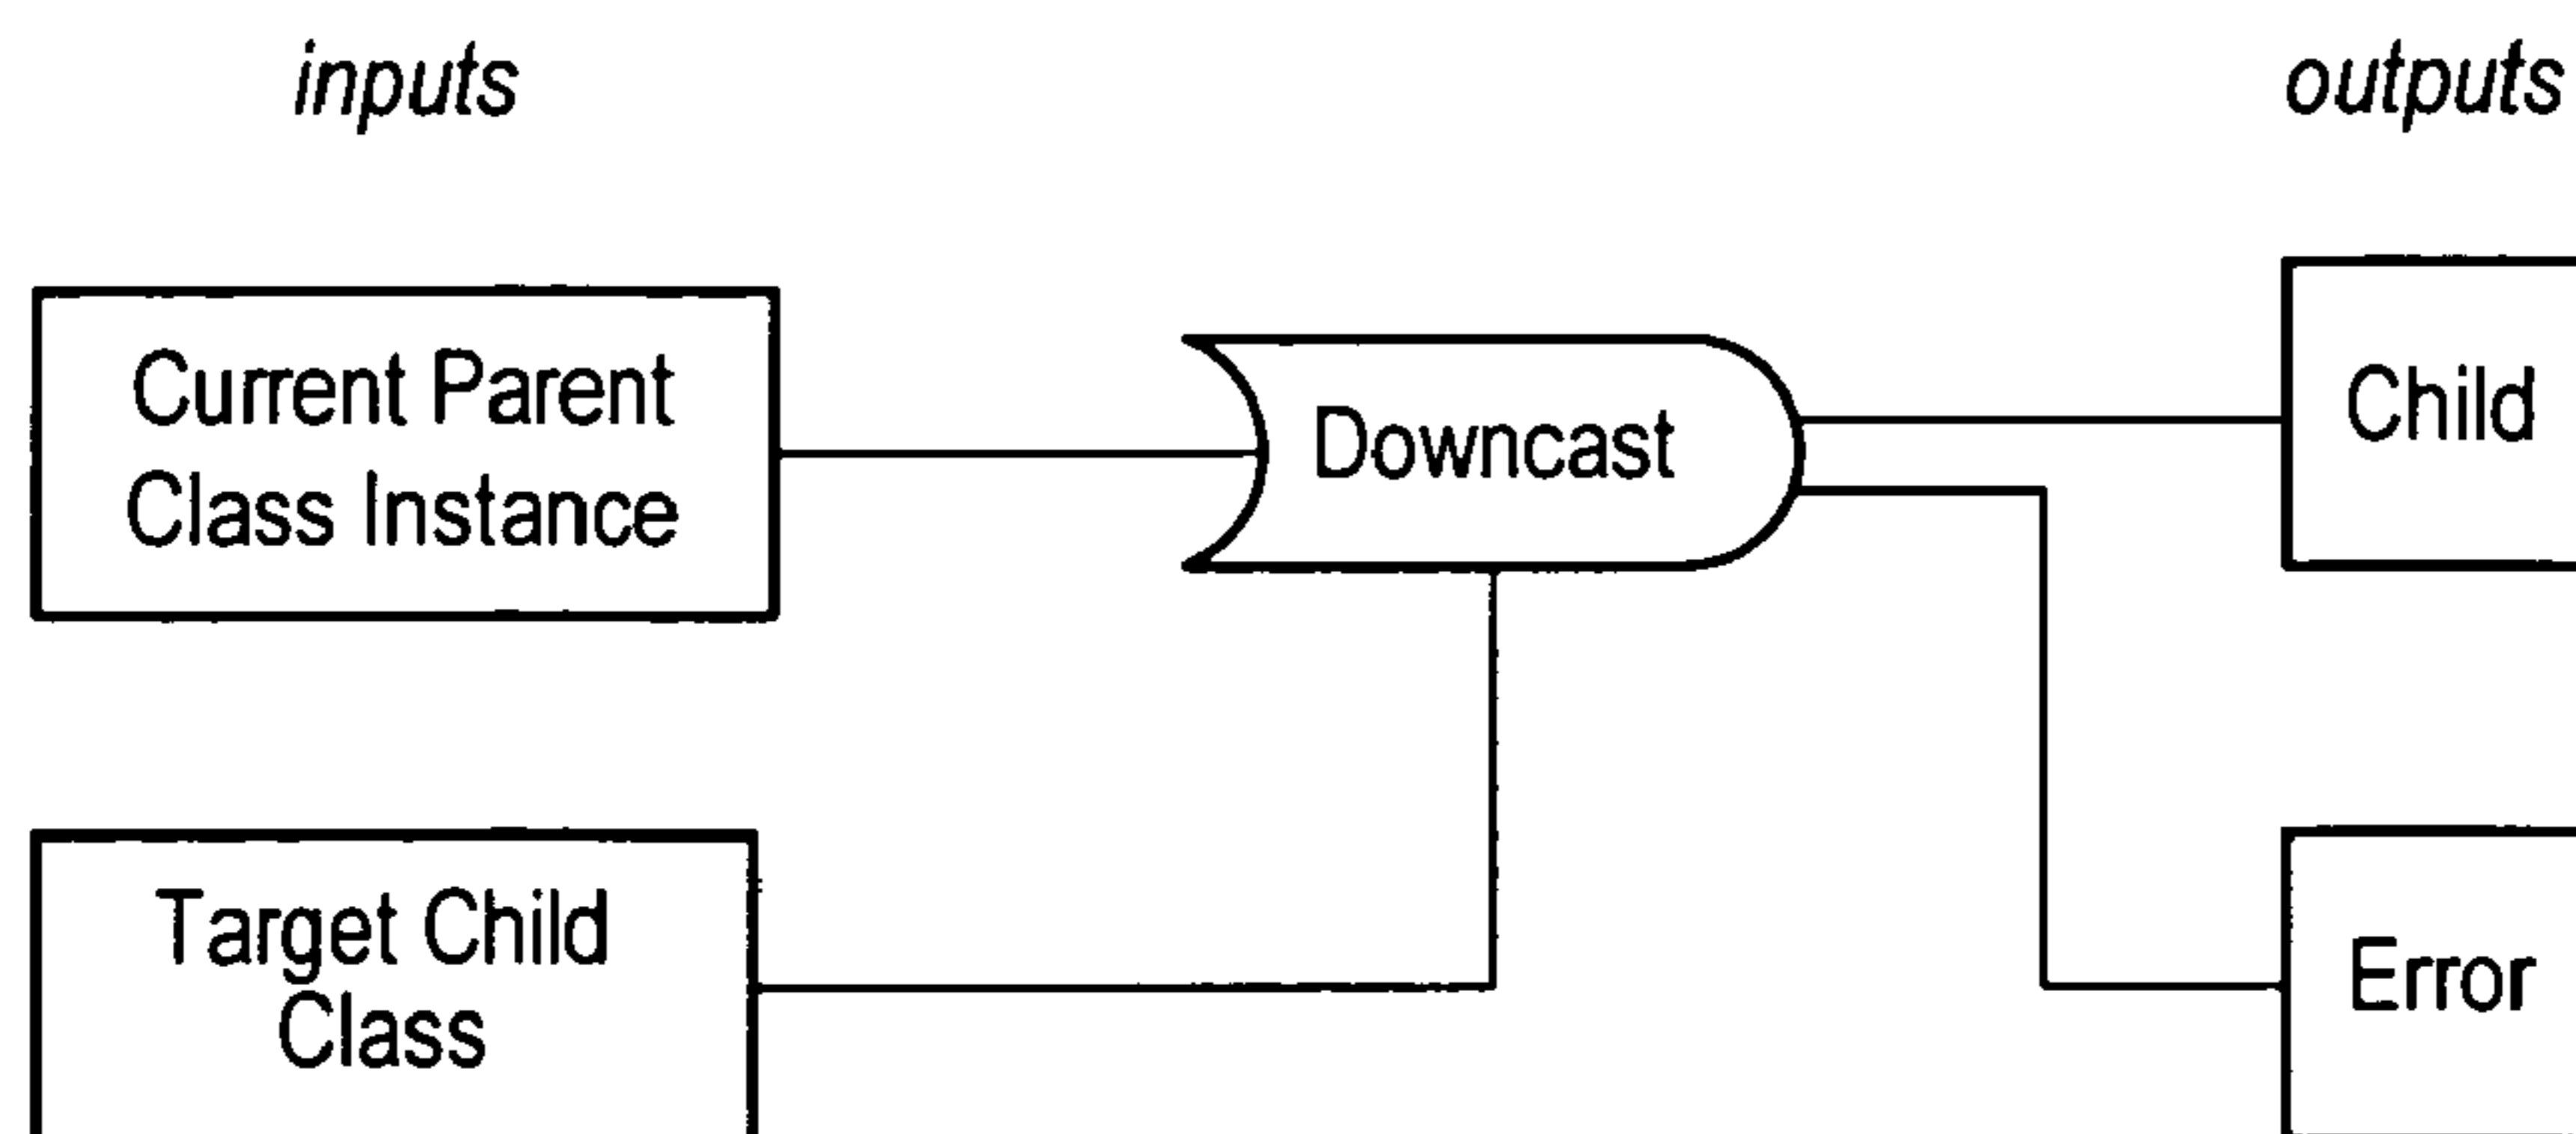 inputs
outputs
Current Parent
Class Instance
Downcast
Child
Target Child
Class
Error